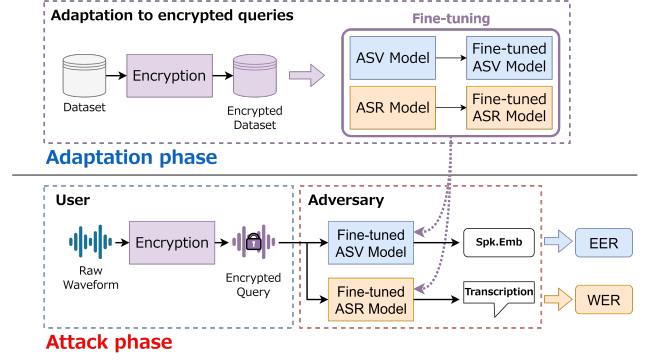 Adaptation to encrypted queries
Fine-tuning
Dataset
Encryption
Encrypted
Dataset
ASV Model
Fine-tuned
ASV Model
ASR Model
Fine-tuned
ASR Model
Adaptation phase
User
Raw
Waveform
Encryption
Encrypted
Query
Adversary
Fine-tuned
ASV Model
Spk.Emb
EER
Fine-tuned
ASR Model
Transcription
WER
Attack phase